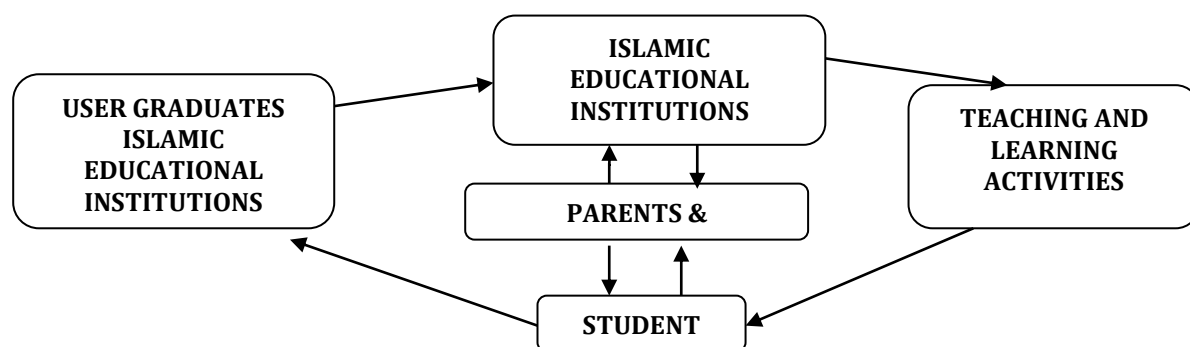 ISLAMIC
EDUCATIONAL
INSTITUTIONS
USER GRADUATES
ISLAMIC
EDUCATIONAL
INSTITUTIONS
TEACHING AND
LEARNING
ACTIVITIES
PARENTS &
STUDENT